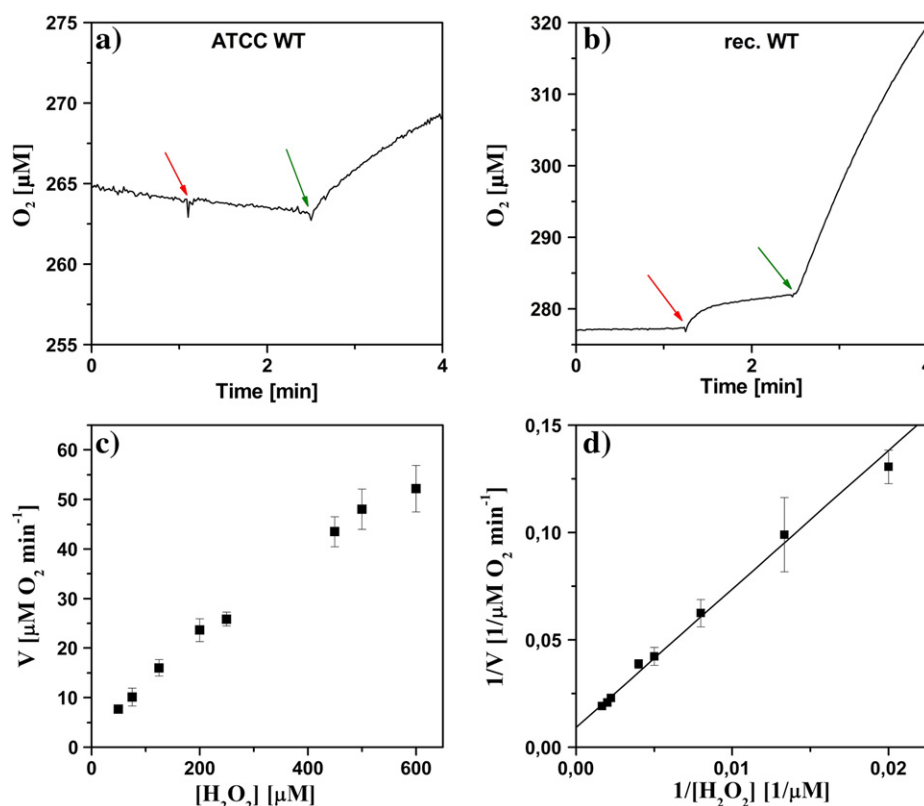 a)
ATCC WT
275
270
265
260
255
O₂ [µM]
0
2
4
Time [min]
b)
rec. WT
320
310
300
290
280
O₂ [µM]
0
2
4
Time [min]
c)
60
50
40
30
20
10
0
V [µM O₂ min⁻¹]
0
200
400
600
[H₂O₂] [µM]
d)
0,15
0,10
0,05
0,00
1/V [1/µM O₂ min⁻¹]
0,00
0,01
0,02
1/[H₂O₂] [1/µM]